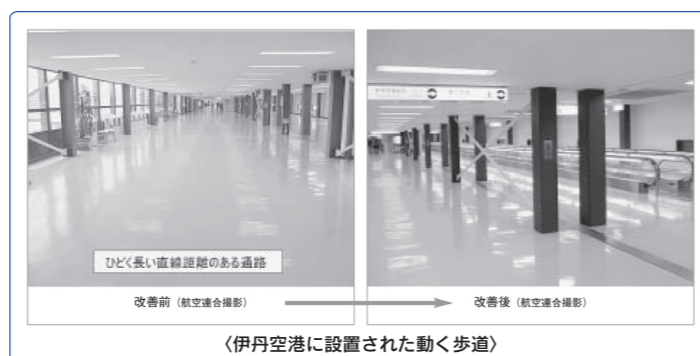 ひどく長い直線距離のある通路
改善前（航空連合撮影）
改善後（航空連合撮影）
〈伊丹空港に設置された動く歩道〉